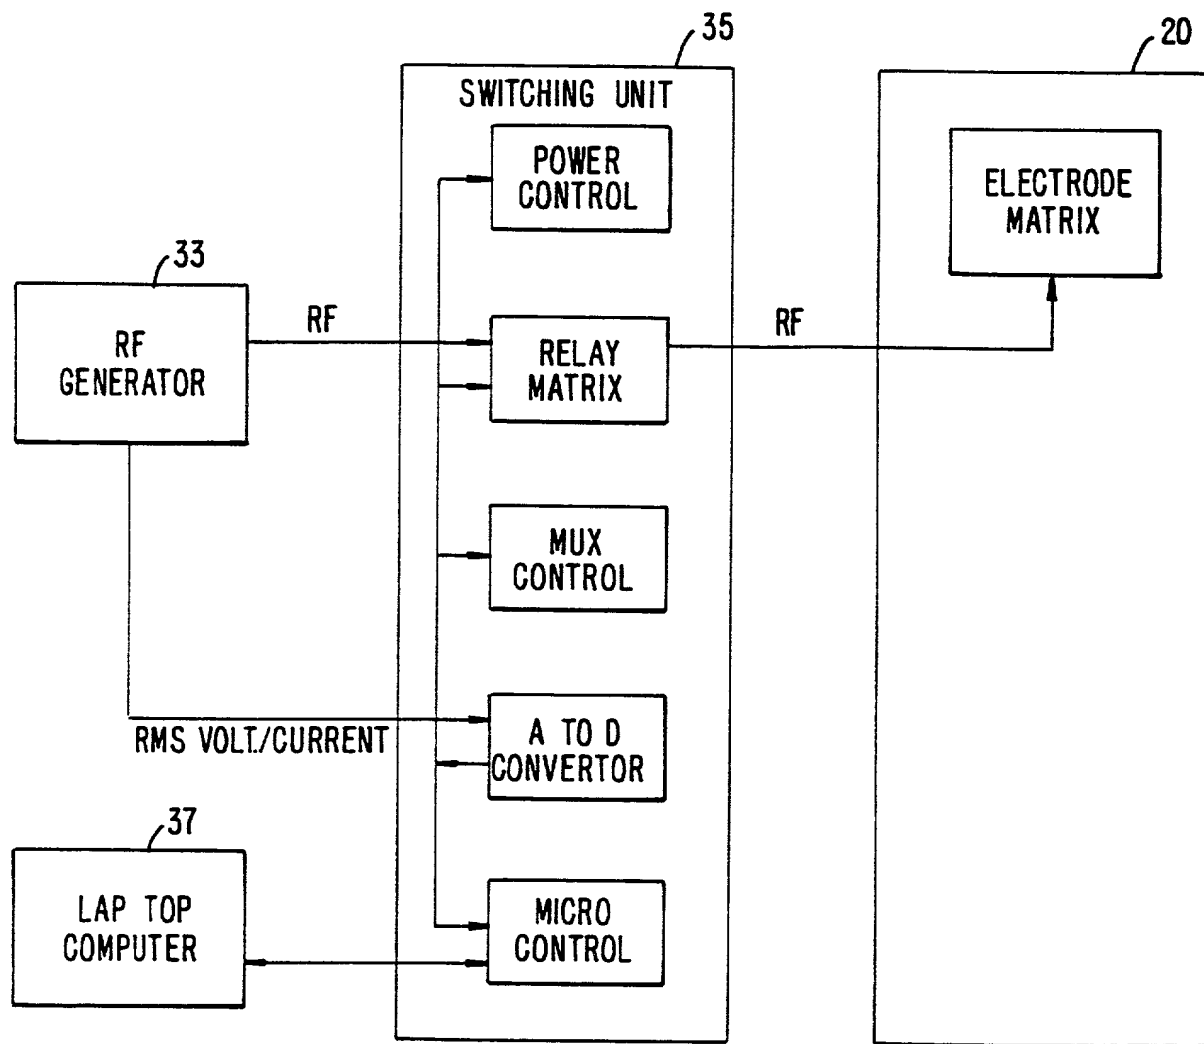 35
20
SWITCHING UNIT
POWER
CONTROL
ELECTRODE
MATRIX
33
RF
GENERATOR
RF
RELAY
MATRIX
RF
MUX
CONTROL
RMS VOLT./CURRENT
A TO D
CONVERTOR
37
LAP TOP
COMPUTER
MICRO
CONTROL